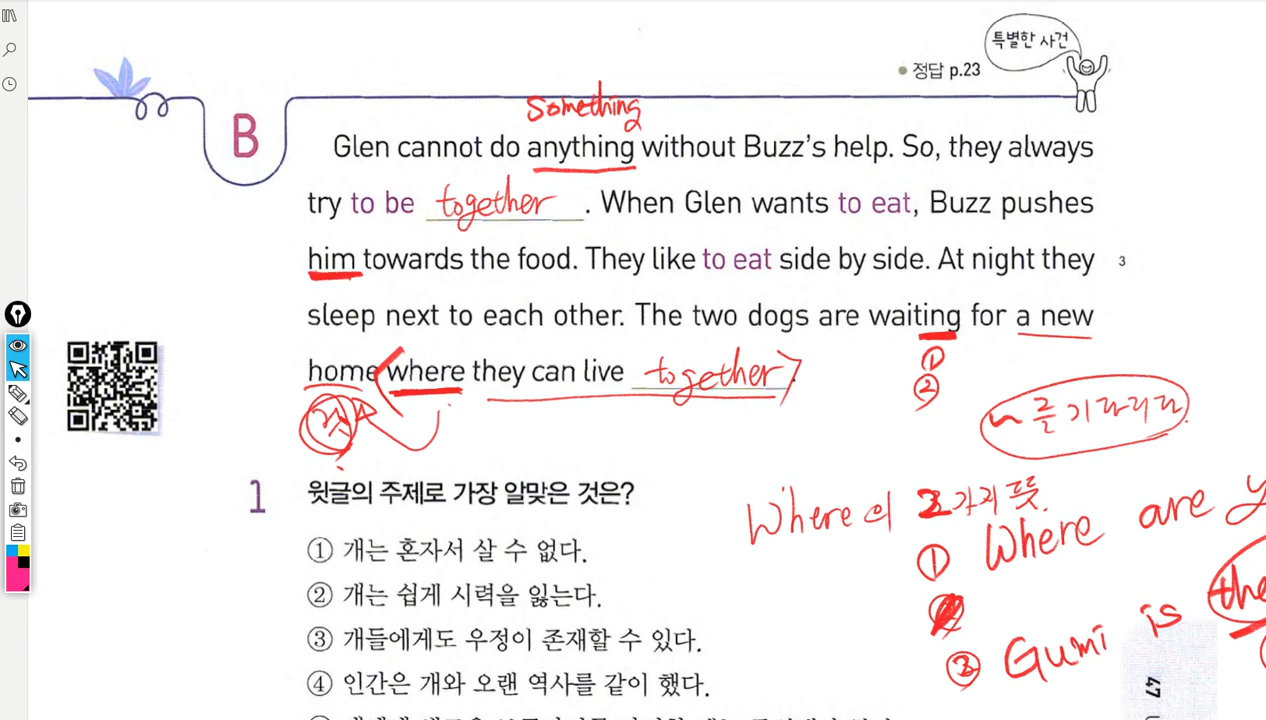 특별한 사건
정답 p.23
B
something
Glen cannot do anything without Buzz's help. So, they always
try to be together . When Glen wants to eat, Buzz pushes
him towards the food. They like to eat side by side. At night they 3
sleep next to each other. The two dogs are waiting for a new
home where they can live together.
①
②
~를 기다리다
1 윗글의 주제로 가장 알맞은 것은?
Where의 가지 뜻.
① 개는 혼자서 살 수 없다.
① Where are
② 개는 쉽게 시력을 잃는다.
③ 개들에게도 우정이 존재할 수 있다.
Gumi is the
④ 인간은 개와 오랜 역사를 같이 했다.
47